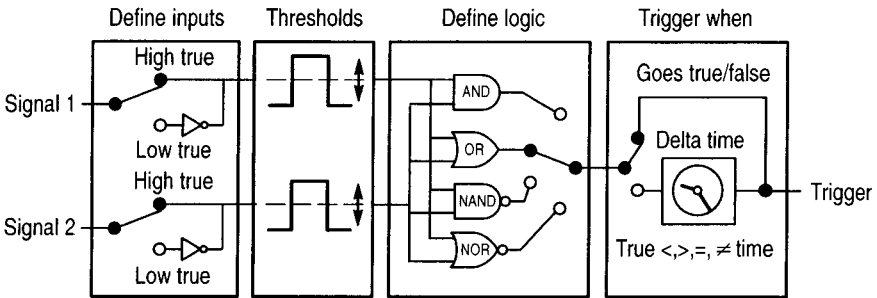 Define inputs
Thresholds
Define logic
Trigger when
High true
Signal 1
Low true
High true
Signal 2
Low true
AND
OR
NAND
NOR
Goes true/false
Delta time
True <,>,=, ≠ time
Trigger